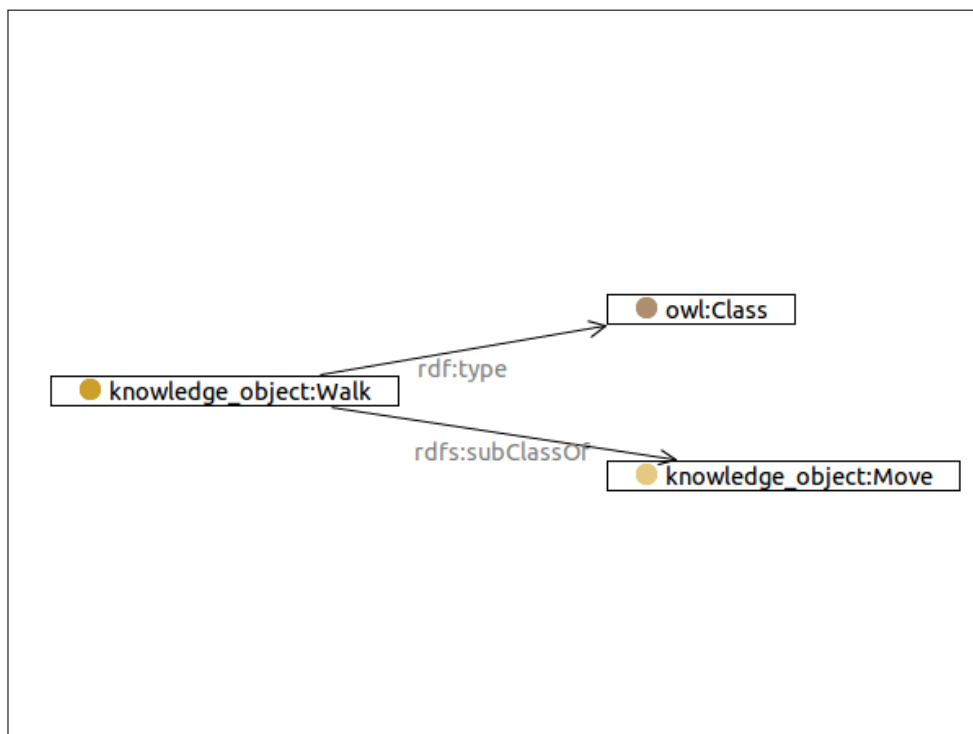 owl:Class
rdf:type
knowledge_object:Walk
rdfs:subClassOf
knowledge_object:Move